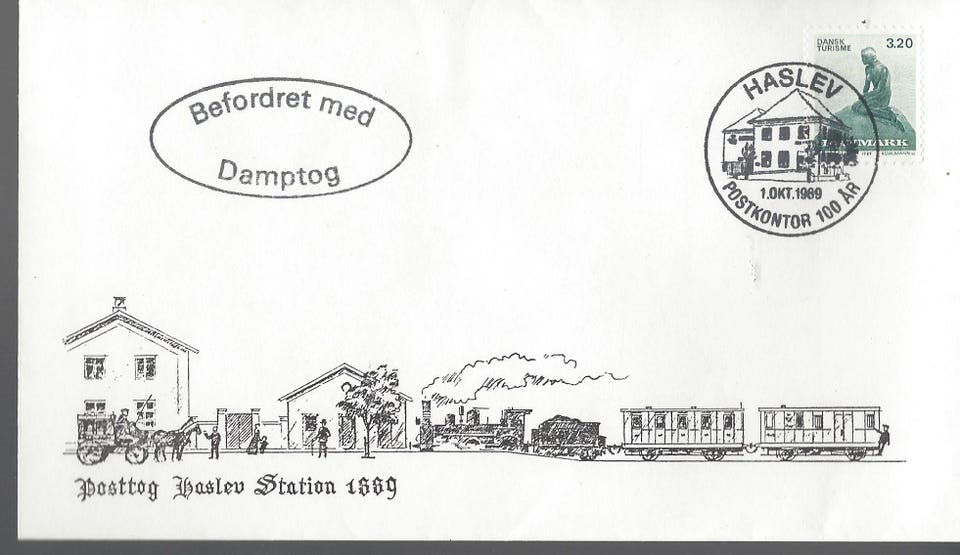 Befordret med
Damptog
DANSK
TURISME
3.20
DANMARK
HASLEV
1.OKT.1989
POSTKONTOR 100 ÅR
Posttog Haslev Station 1889